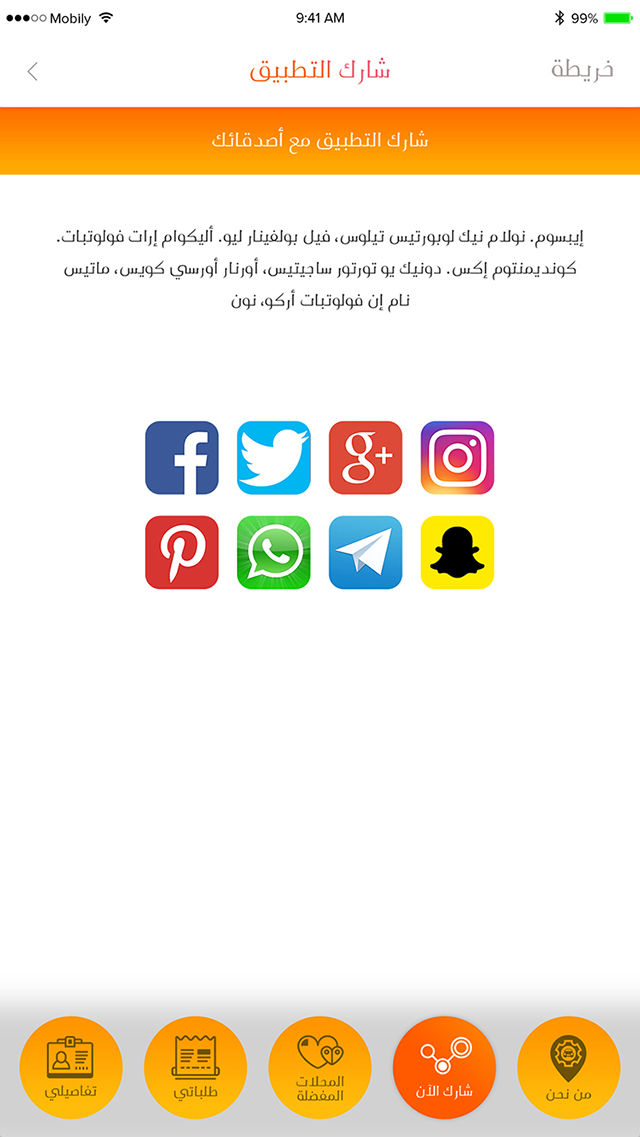 Mobily
9:41 AM
99%
خريطة
شارك التطبيق
شارك التطبيق مع أصدقائك
إيبسوم. نولام نيك لوبورتيس تيلوس، فيل بولفينار ليو. أليكوام إرات فولوتبات.
كونديمنتوم إكس. دونيك يو تورتور ساجيتيس، أورنار أورسي كويس، ماتيس
نام إن فولوتبات أركو، نون
من نحن
شارك الآن
المحلات
المفضلة
طلباتي
تفاصيلي